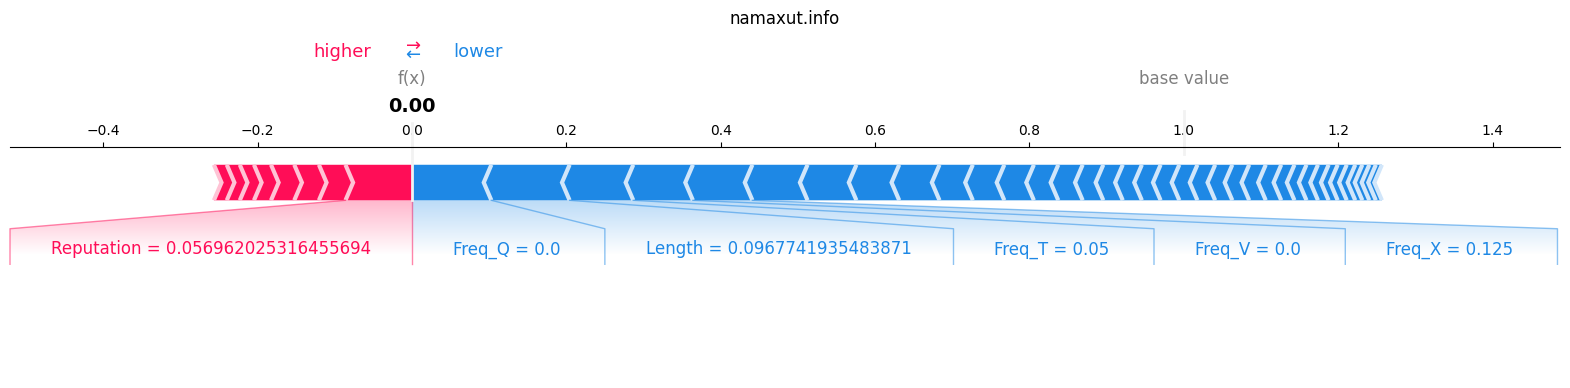 namaxut.info
higher ⇄ lower
f(x) base value
0.00
−0.4 −0.2 0.0 0.2 0.4 0.6 0.8 1.0 1.2 1.4
Reputation = 0.056962025316455694 Freq_Q = 0.0 Length = 0.0967741935483871 Freq_T = 0.05 Freq_V = 0.0 Freq_X = 0.125